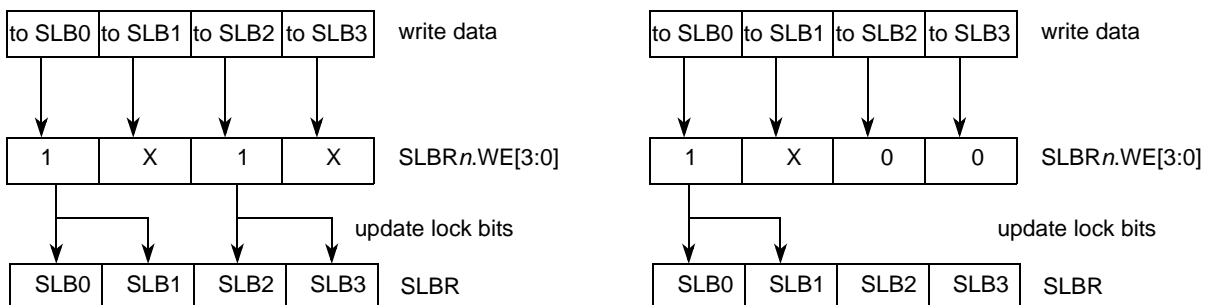 to SLB0 to SLB1 to SLB2 to SLB3 write data
1 X 1 X SLBRn.WE[3:0]
update lock bits
SLB0 SLB1 SLB2 SLB3 SLBR
to SLB0 to SLB1 to SLB2 to SLB3 write data
1 X 0 0 SLBRn.WE[3:0]
update lock bits
SLB0 SLB1 SLB2 SLB3 SLBR